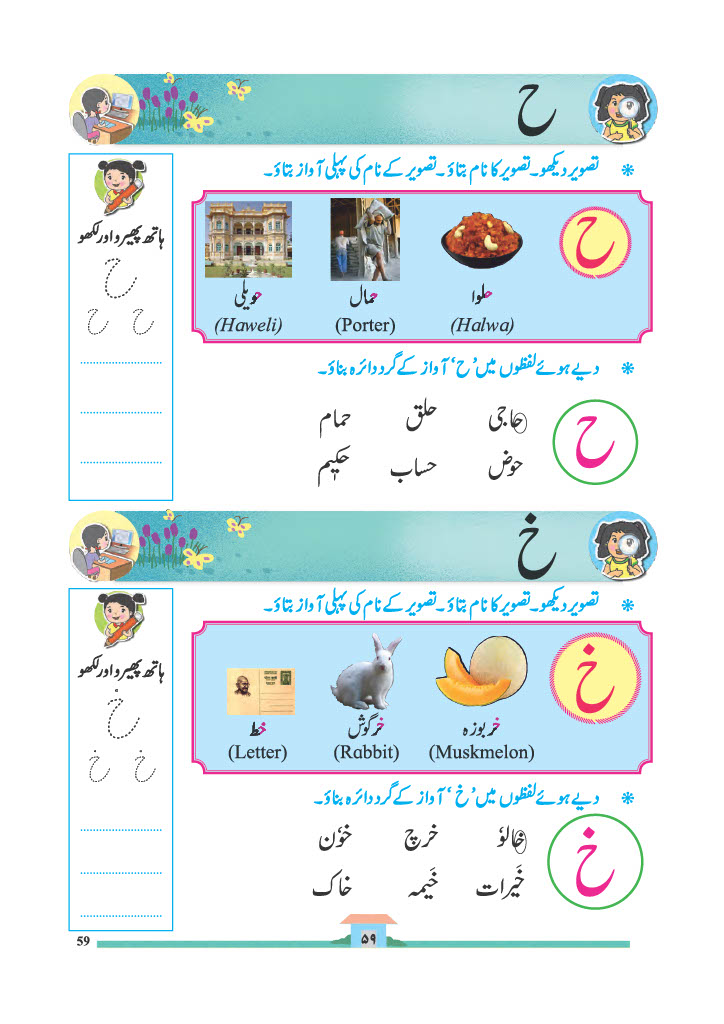 ح
تصویر دیکھو۔ تصویر کا نام بتاؤ۔ تصویر کے نام کی پہلی آواز بتاؤ۔
ح
حلوا حمال حویلی
(Halwa) (Porter) (Haweli)
ہاتھ پھیرو اور لکھو
ح
ح ح
دیے ہوئے لفظوں میں 'ح' آواز کے گرد دائرہ بناؤ۔
ح
حاجی حلق حمام
حوض حساب حکیم
خ
تصویر دیکھو۔ تصویر کا نام بتاؤ۔ تصویر کے نام کی پہلی آواز بتاؤ۔
خ
خربوزہ خرگوش خط
(Muskmelon) (Rabbit) (Letter)
ہاتھ پھیرو اور لکھو
خ
خ خ
دیے ہوئے لفظوں میں 'خ' آواز کے گرد دائرہ بناؤ۔
خ
خالوٗ خرچ خوٗن
خَیرات خَیمہ خاک
59
۵۹